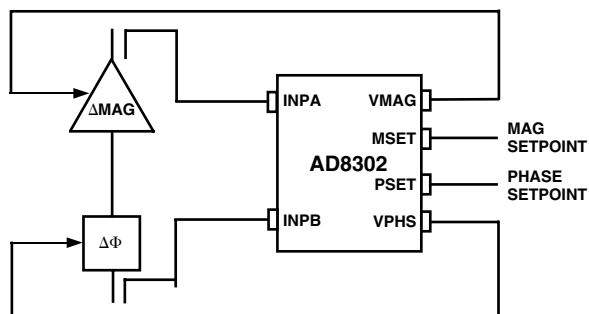 ΔMAG
INPA
VMAG
MSET
MAG
SETPOINT
AD8302
PSET
PHASE
SETPOINT
INPB
VPHS
ΔΦ